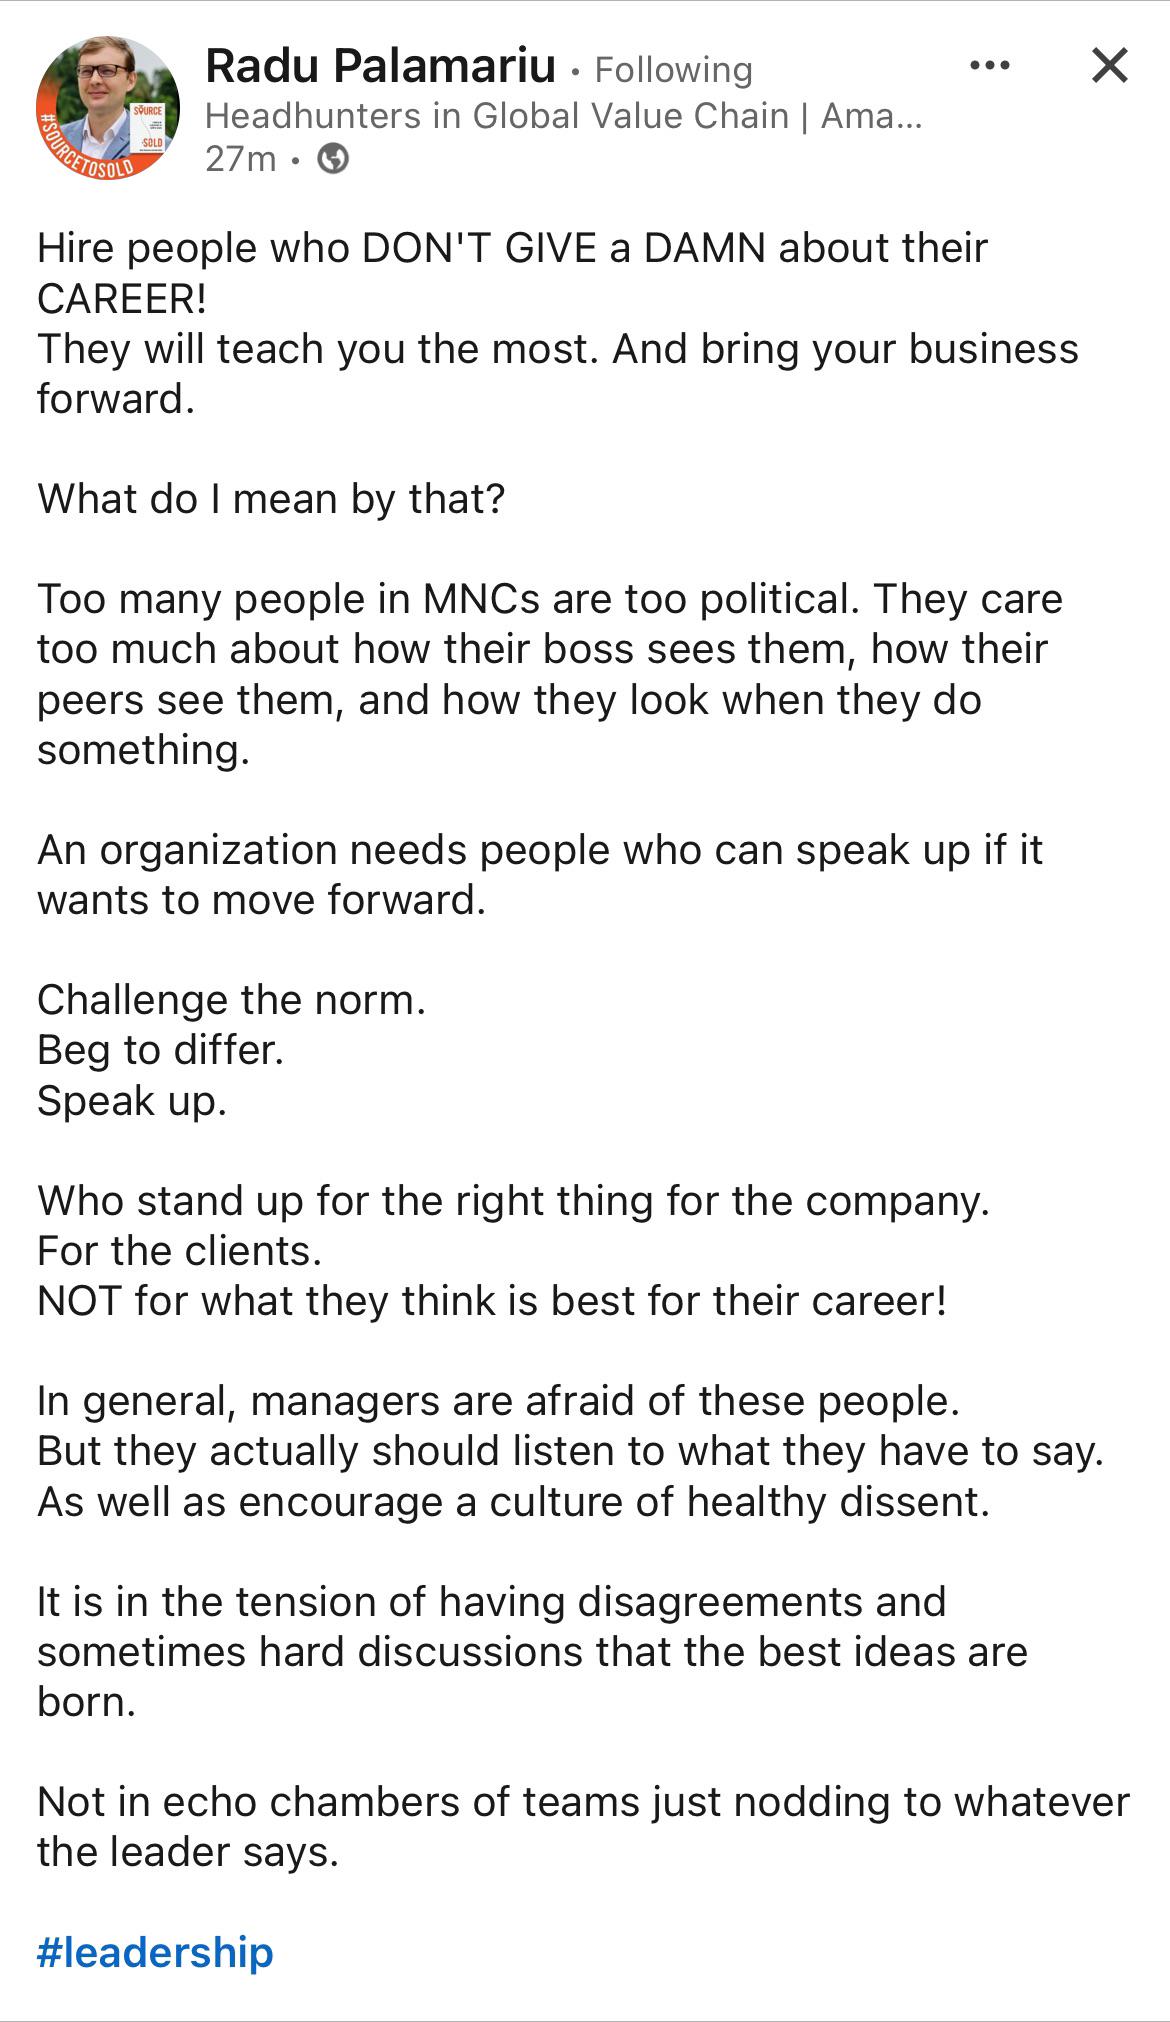 Radu Palamariu • Following
Headhunters in Global Value Chain | Ama...
27m •
#SOURCETOSOLD
SOURCE
SOLD
Hire people who DON'T GIVE a DAMN about their
CAREER!
They will teach you the most. And bring your business
forward.
What do I mean by that?
Too many people in MNCs are too political. They care
too much about how their boss sees them, how their
peers see them, and how they look when they do
something.
An organization needs people who can speak up if it
wants to move forward.
Challenge the norm.
Beg to differ.
Speak up.
Who stand up for the right thing for the company.
For the clients.
NOT for what they think is best for their career!
In general, managers are afraid of these people.
But they actually should listen to what they have to say.
As well as encourage a culture of healthy dissent.
It is in the tension of having disagreements and
sometimes hard discussions that the best ideas are
born.
Not in echo chambers of teams just nodding to whatever
the leader says.
#leadership